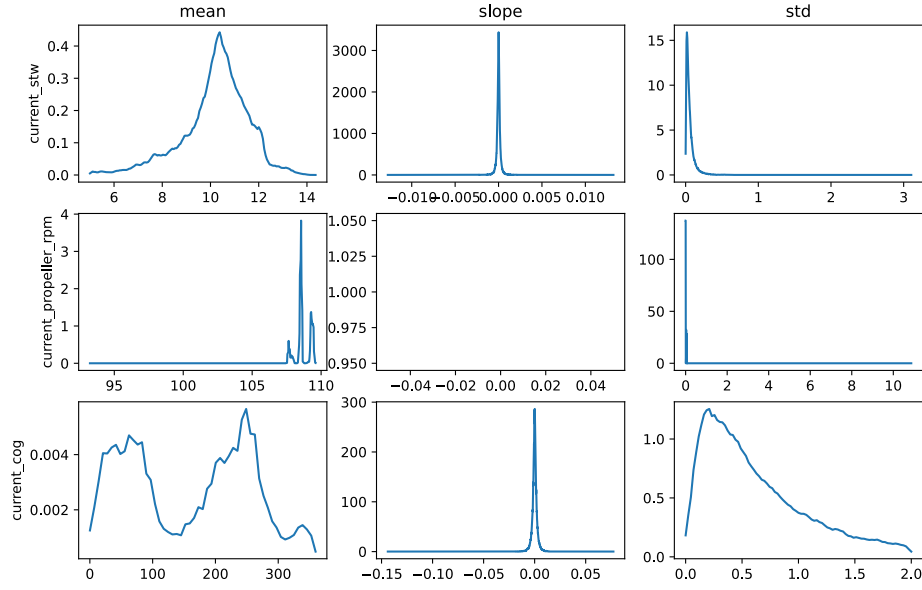 mean slope std
current_stw
0.4
0.3
0.2
0.1
0.0
6 8 10 12 14
3000
2000
1000
0
−0.010 −0.005 0.000 0.005 0.010
15
10
5
0
0 1 2 3
current_propeller_rpm
4
3
2
1
0
95 100 105 110
1.050
1.025
1.000
0.975
0.950
−0.04 −0.02 0.00 0.02 0.04
100
50
0
0 2 4 6 8 10
current_cog
0.004
0.002
0 100 200 300
300
200
100
0
−0.15 −0.10 −0.05 0.00 0.05
1.0
0.5
0.0
0.0 0.5 1.0 1.5 2.0